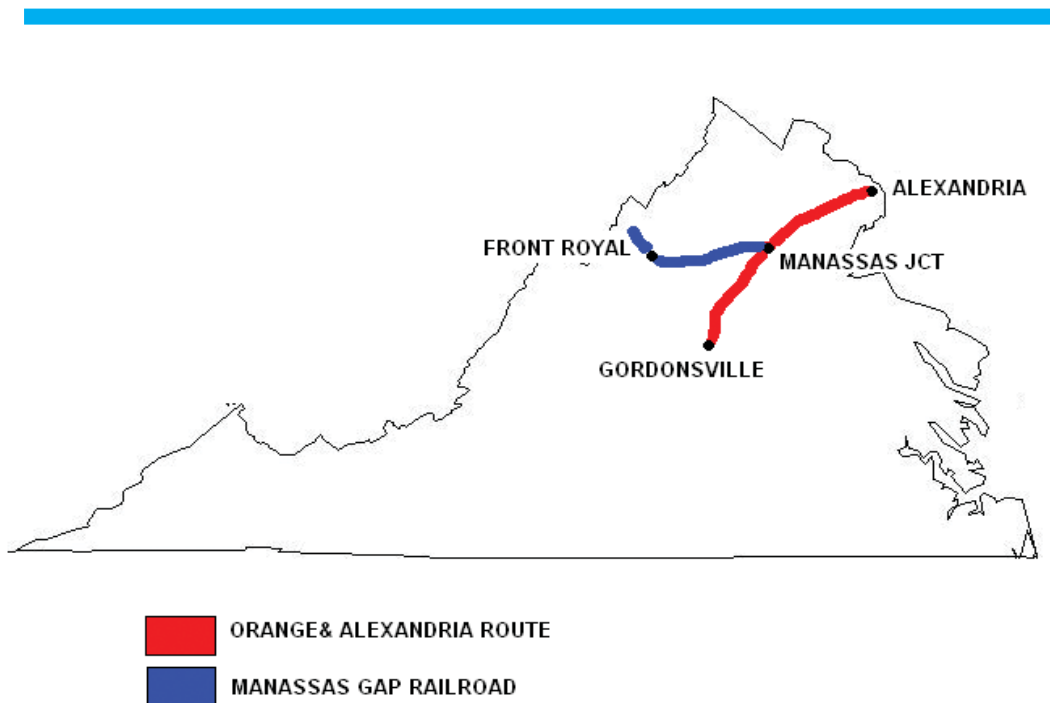 ALEXANDRIA
FRONT ROYAL
MANASSAS JCT
GORDONSVILLE
ORANGE& ALEXANDRIA ROUTE
MANASSAS GAP RAILROAD